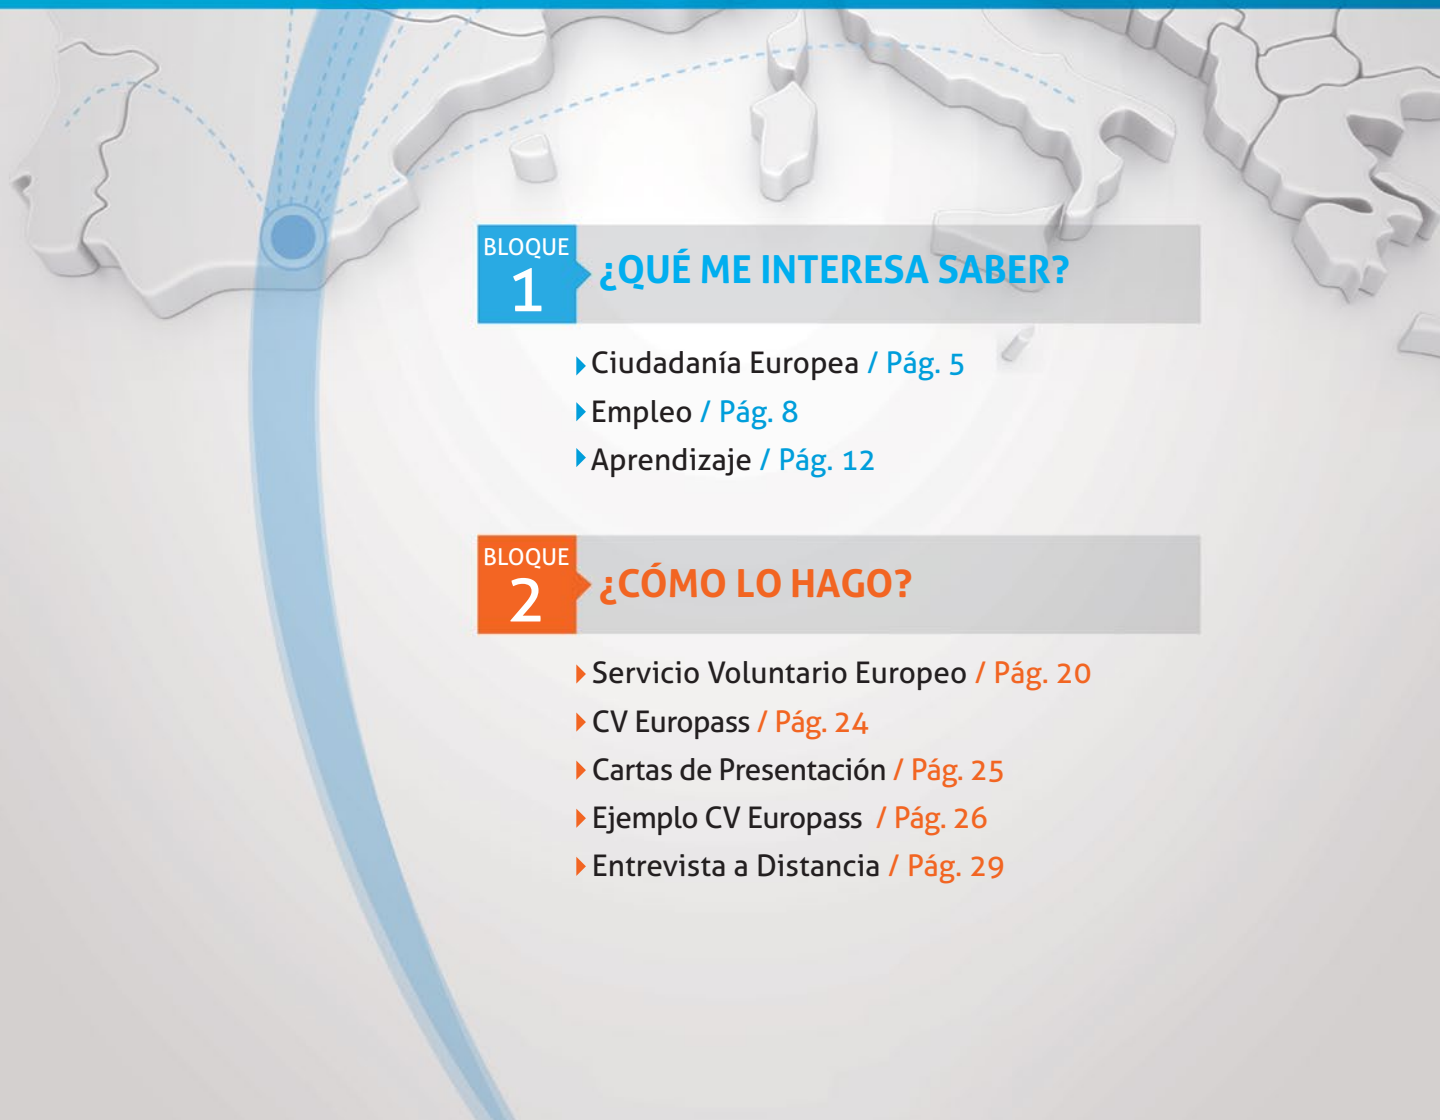 BLOQUE
1
¿QUÉ ME INTERESA SABER?
Ciudadanía Europea / Pág. 5
Empleo / Pág. 8
Aprendizaje / Pág. 12
BLOQUE
2
¿CÓMO LO HAGO?
Servicio Voluntario Europeo / Pág. 20
CV Europass / Pág. 24
Cartas de Presentación / Pág. 25
Ejemplo CV Europass / Pág. 26
Entrevista a Distancia / Pág. 29